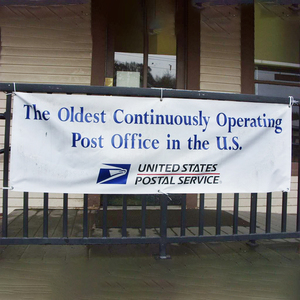 The Oldest Continuously Operating
Post Office in the U.S.
UNITED STATES
POSTAL SERVICE